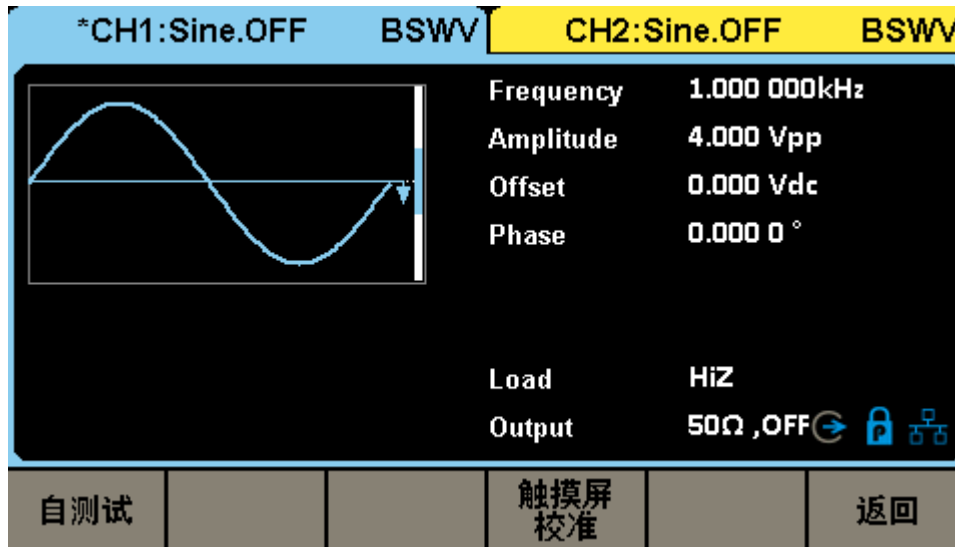 *CH1:Sine.OFF BSWV CH2:Sine.OFF BSWV
Frequency 1.000 000kHz
Amplitude 4.000 Vpp
Offset 0.000 Vdc
Phase 0.000 0 °
Load HiZ
Output 50Ω ,OFF P
自测试 触摸屏 返回
校准